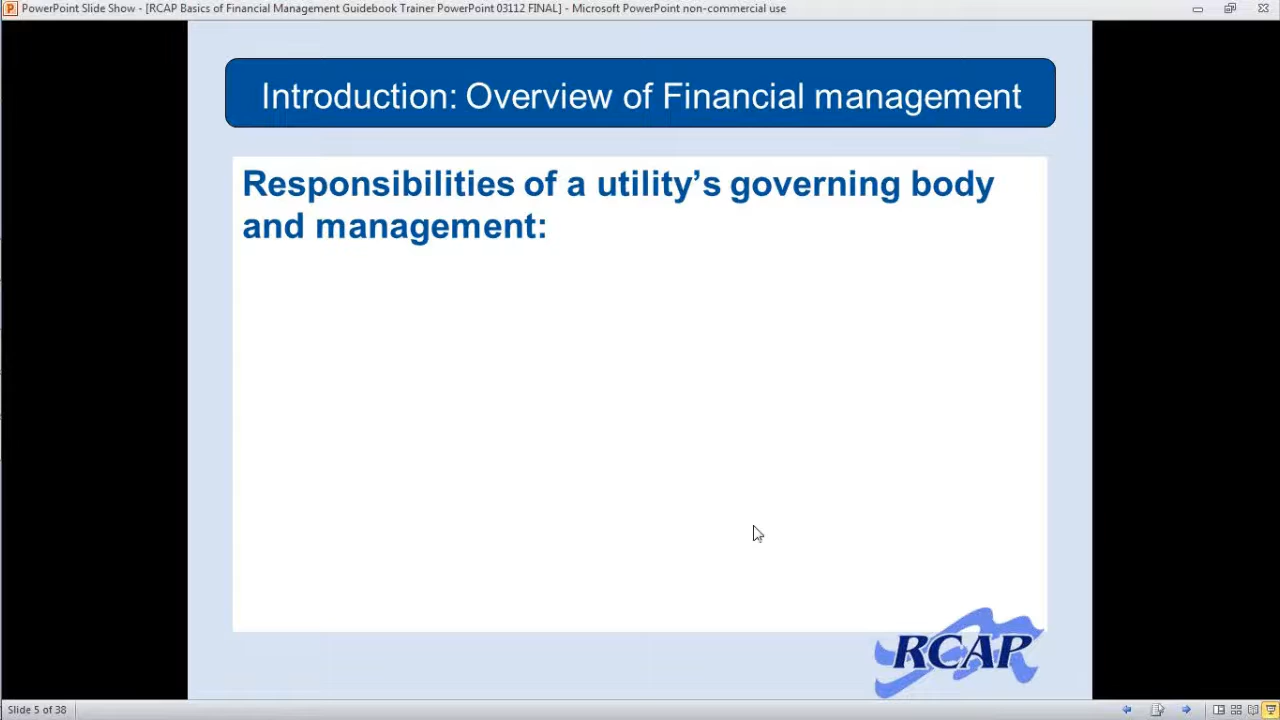 PowerPoint Slide Show - [RCAP Basics of Financial Management Guidebook Trainer PowerPoint 03112 FINAL] - Microsoft PowerPoint non-commercial use
Introduction: Overview of Financial management
Responsibilities of a utility’s governing body
and management:
RCAP
Slide 5 of 38